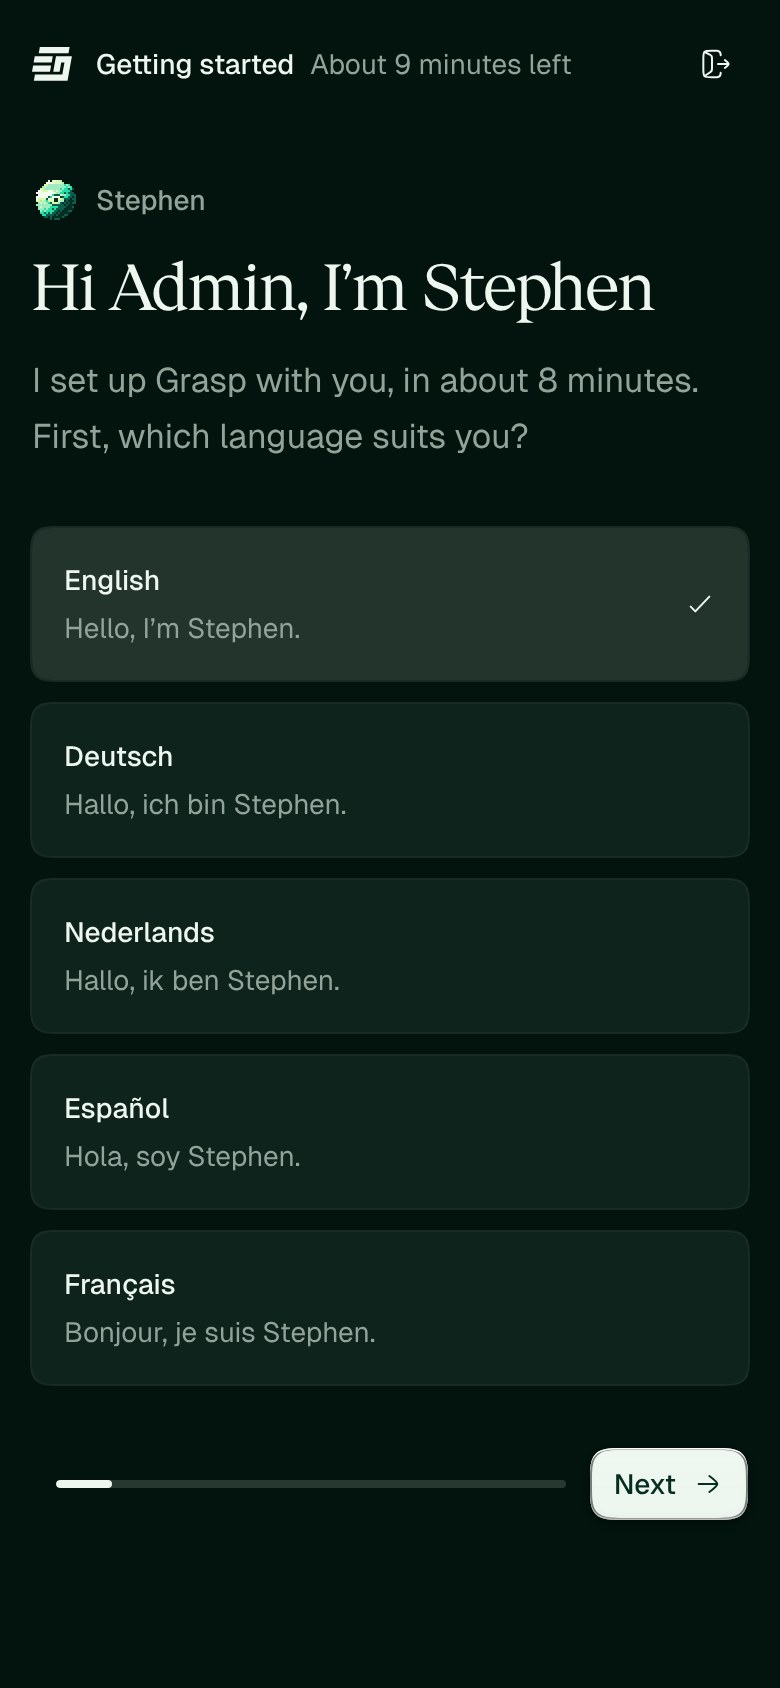 Getting started About 9 minutes left
Stephen
Hi Admin, I’m Stephen
I set up Grasp with you, in about 8 minutes.
First, which language suits you?
English
Hello, I’m Stephen.
Deutsch
Hallo, ich bin Stephen.
Nederlands
Hallo, ik ben Stephen.
Español
Hola, soy Stephen.
Français
Bonjour, je suis Stephen.
Next